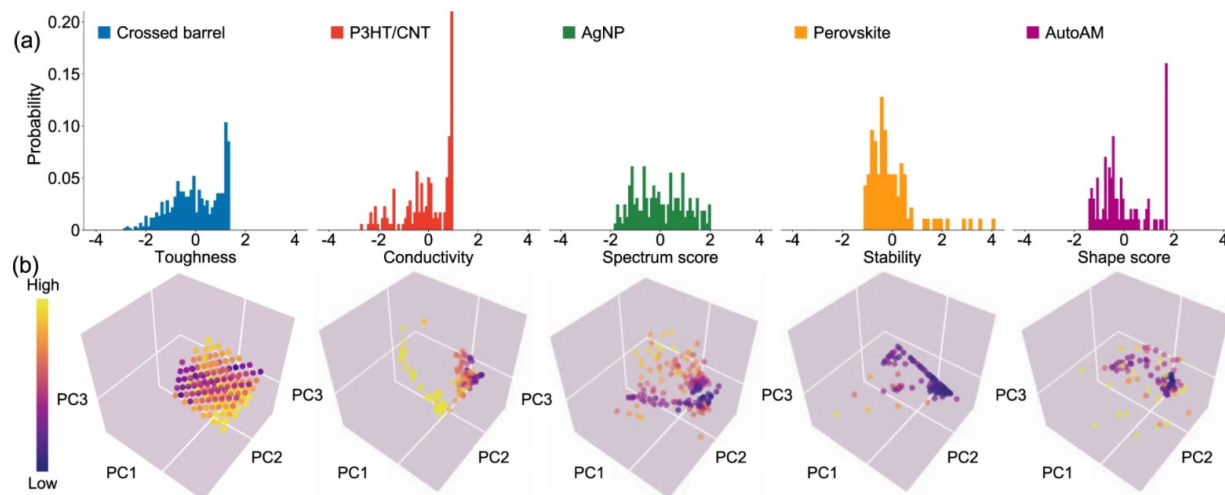 (a)
Probability
0.20
0.15
0.10
0.05
0
Crossed barrel
P3HT/CNT
AgNP
Perovskite
AutoAM
-4 -2 0 2 4
-4 -2 0 2 4
-4 -2 0 2 4
-4 -2 0 2 4
-4 -2 0 2 4
Toughness
Conductivity
Spectrum score
Stability
Shape score
(b)
High
Low
PC3
PC1
PC2
PC3
PC2
PC3
PC1
PC2
PC3
PC1
PC2
PC3
PC1
PC2